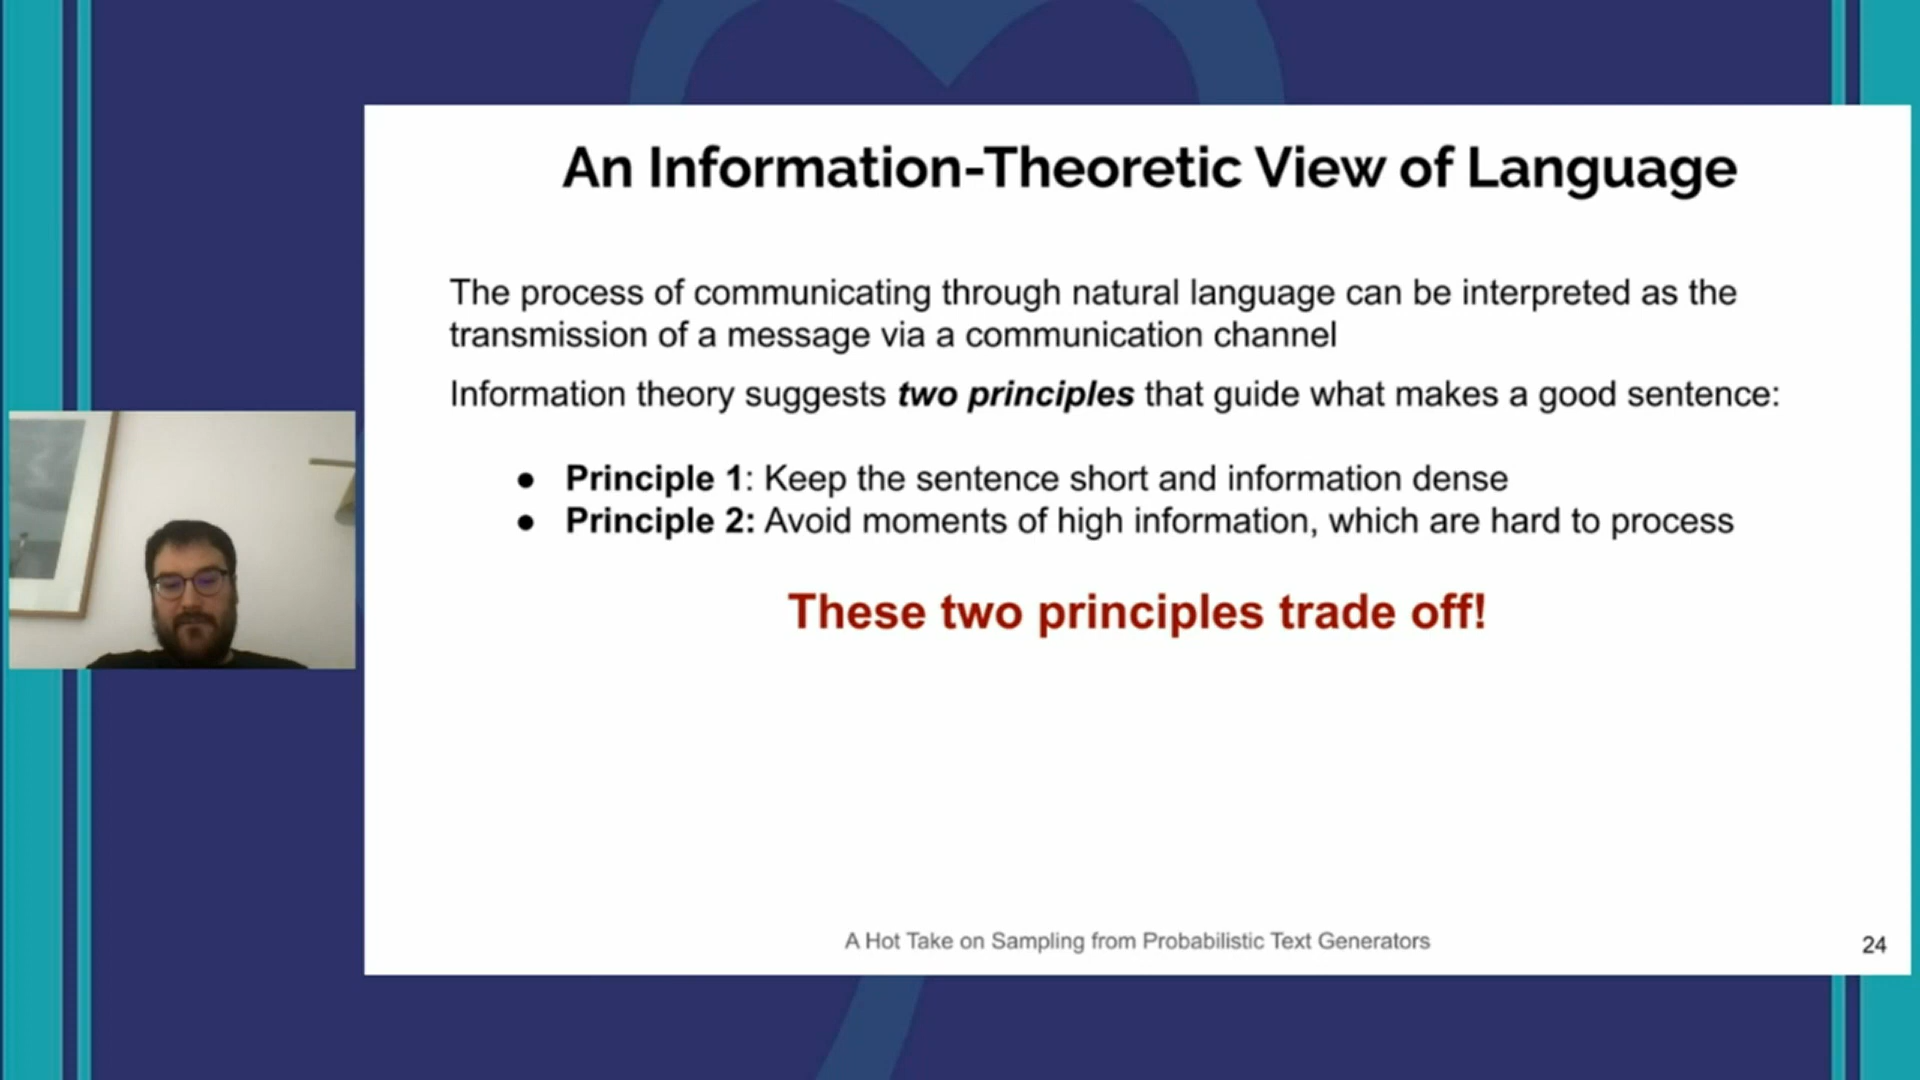 An Information-Theoretic View of Language
The process of communicating through natural language can be interpreted as the
transmission of a message via a communication channel
Information theory suggests two principles that guide what makes a good sentence:
● Principle 1: Keep the sentence short and information dense
● Principle 2: Avoid moments of high information, which are hard to process
These two principles trade off!
A Hot Take on Sampling from Probabilistic Text Generators
24